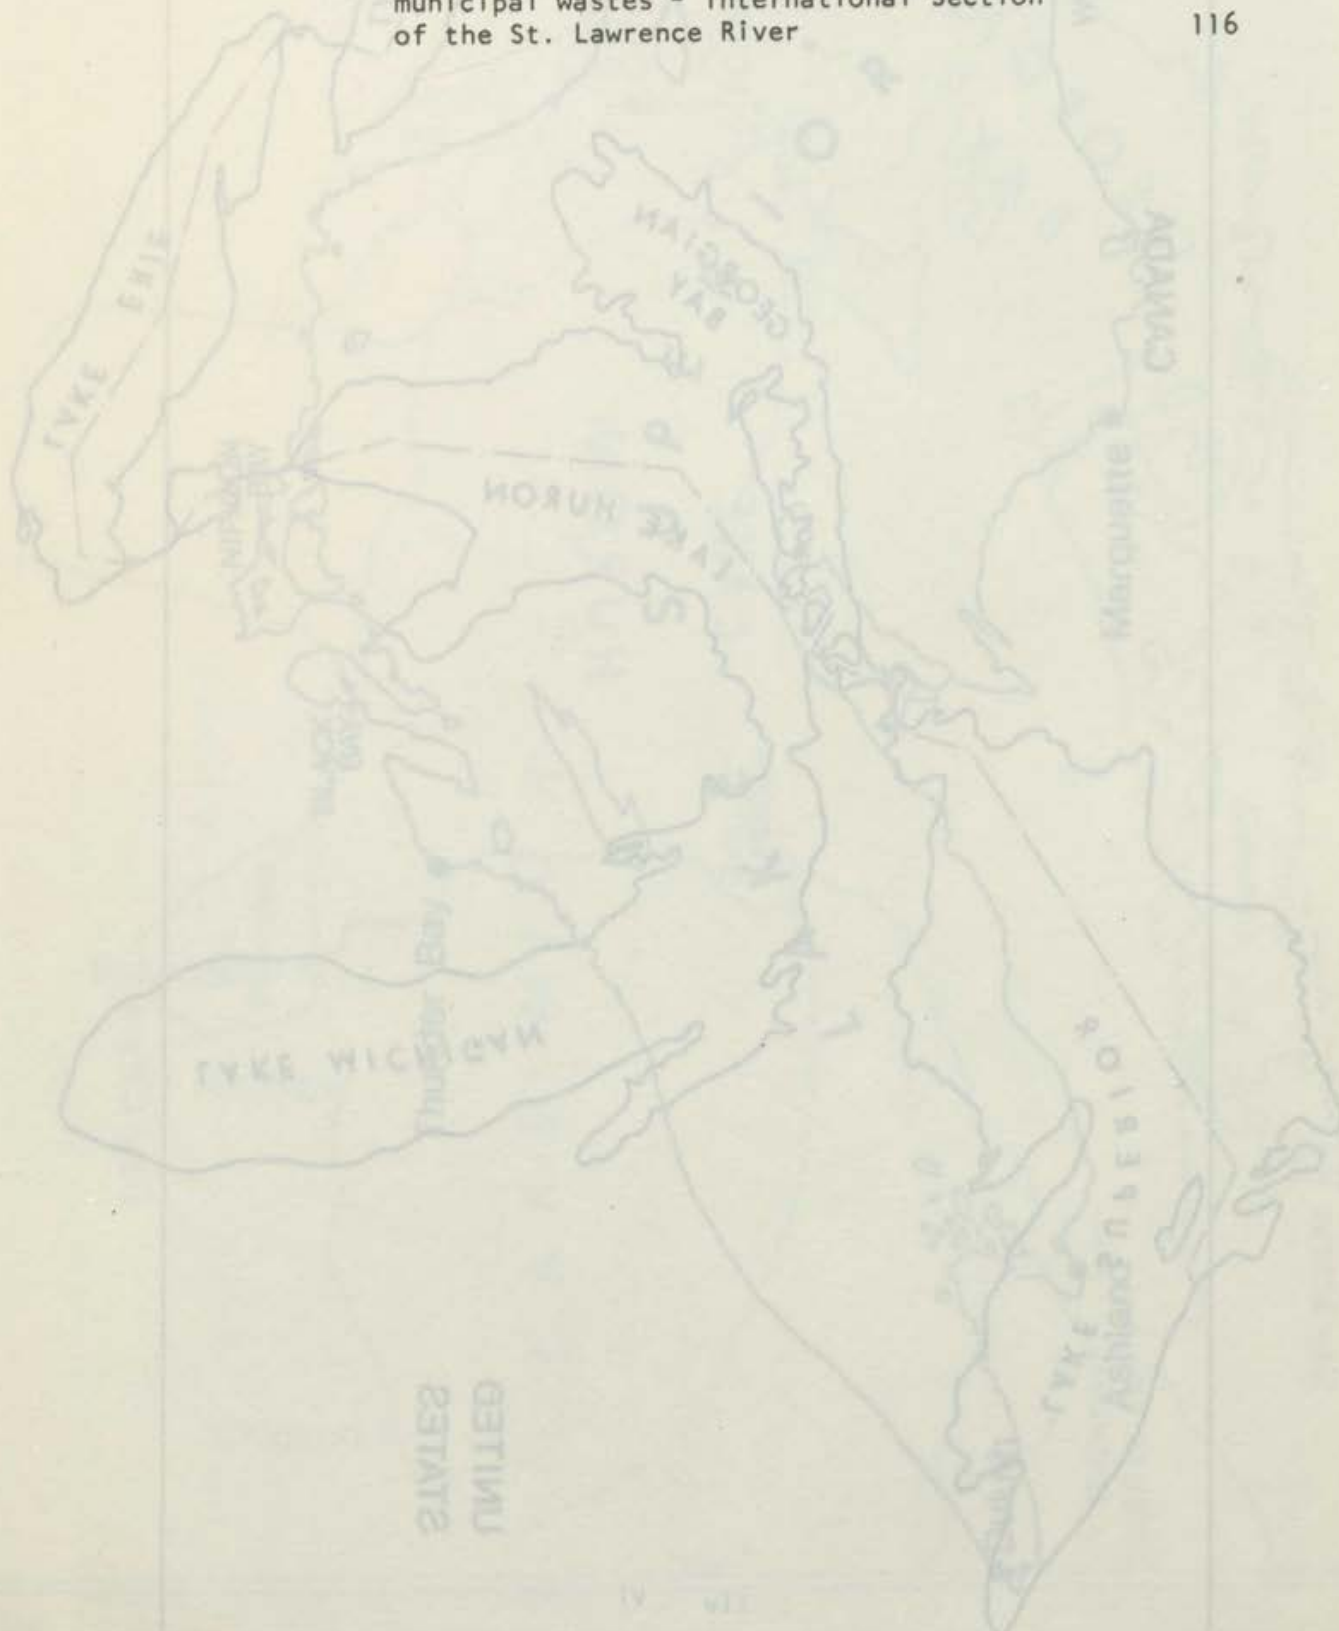 municipal wastes - International Section
of the St. Lawrence River 116
GEORGIAN
BAY
CANADA
LAKE ERIE
LAKE HURON
Marquette
Thunder Bay
LAKE MICHIGAN
LAKE SUPERIOR
Ashland
UNITED
STATES